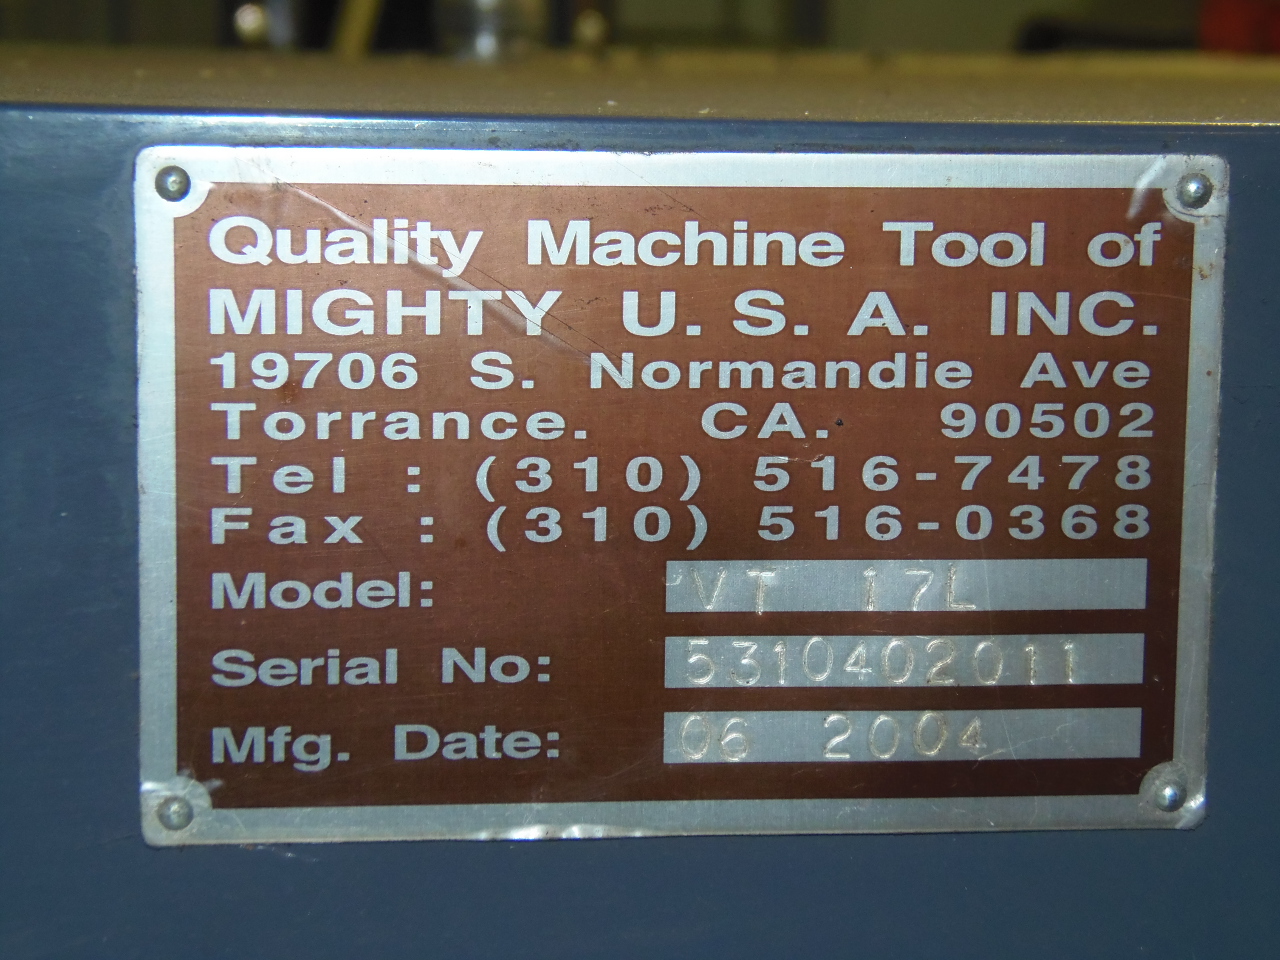 Quality Machine Tool of
MIGHTY U. S. A. INC.
19706 S. Normandie Ave
Torrance. CA. 90502
Tel : (310) 516-7478
Fax : (310) 516-0368
Model: VT 17L
Serial No: 5310402011
Mfg. Date: 06 2004